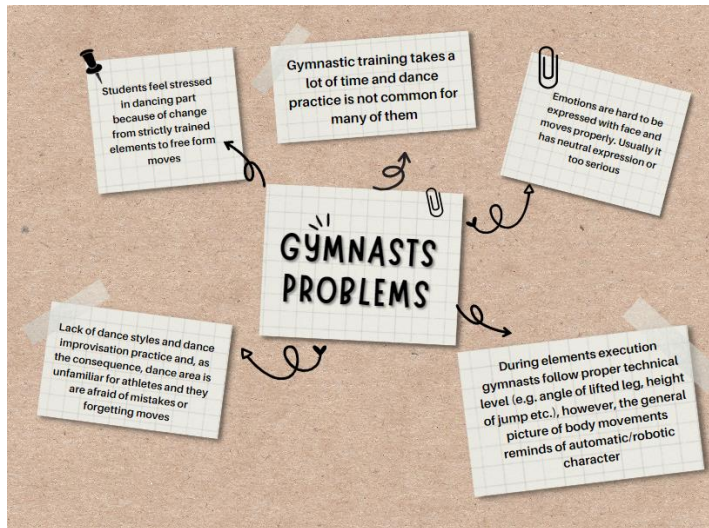 Students feel stressed
in dancing part
because of change
from strictly trained
elements to free form
moves
Gymnastic training takes a
lot of time and dance
practice is not common for
many of them
Emotions are hard to be
expressed with face and
moves properly. Usually it
has neutral expression or
too serious
GYMNASTS
PROBLEMS
Lack of dance styles and dance
improvisation practice and, as
the consequence, dance area is
unfamiliar for athletes and they
are afraid of mistakes or
forgetting moves
During elements execution
gymnasts follow proper technical
level (e.g. angle of lifted leg, height
of jump etc.), however, the general
picture of body movements
reminds of automatic/robotic
character